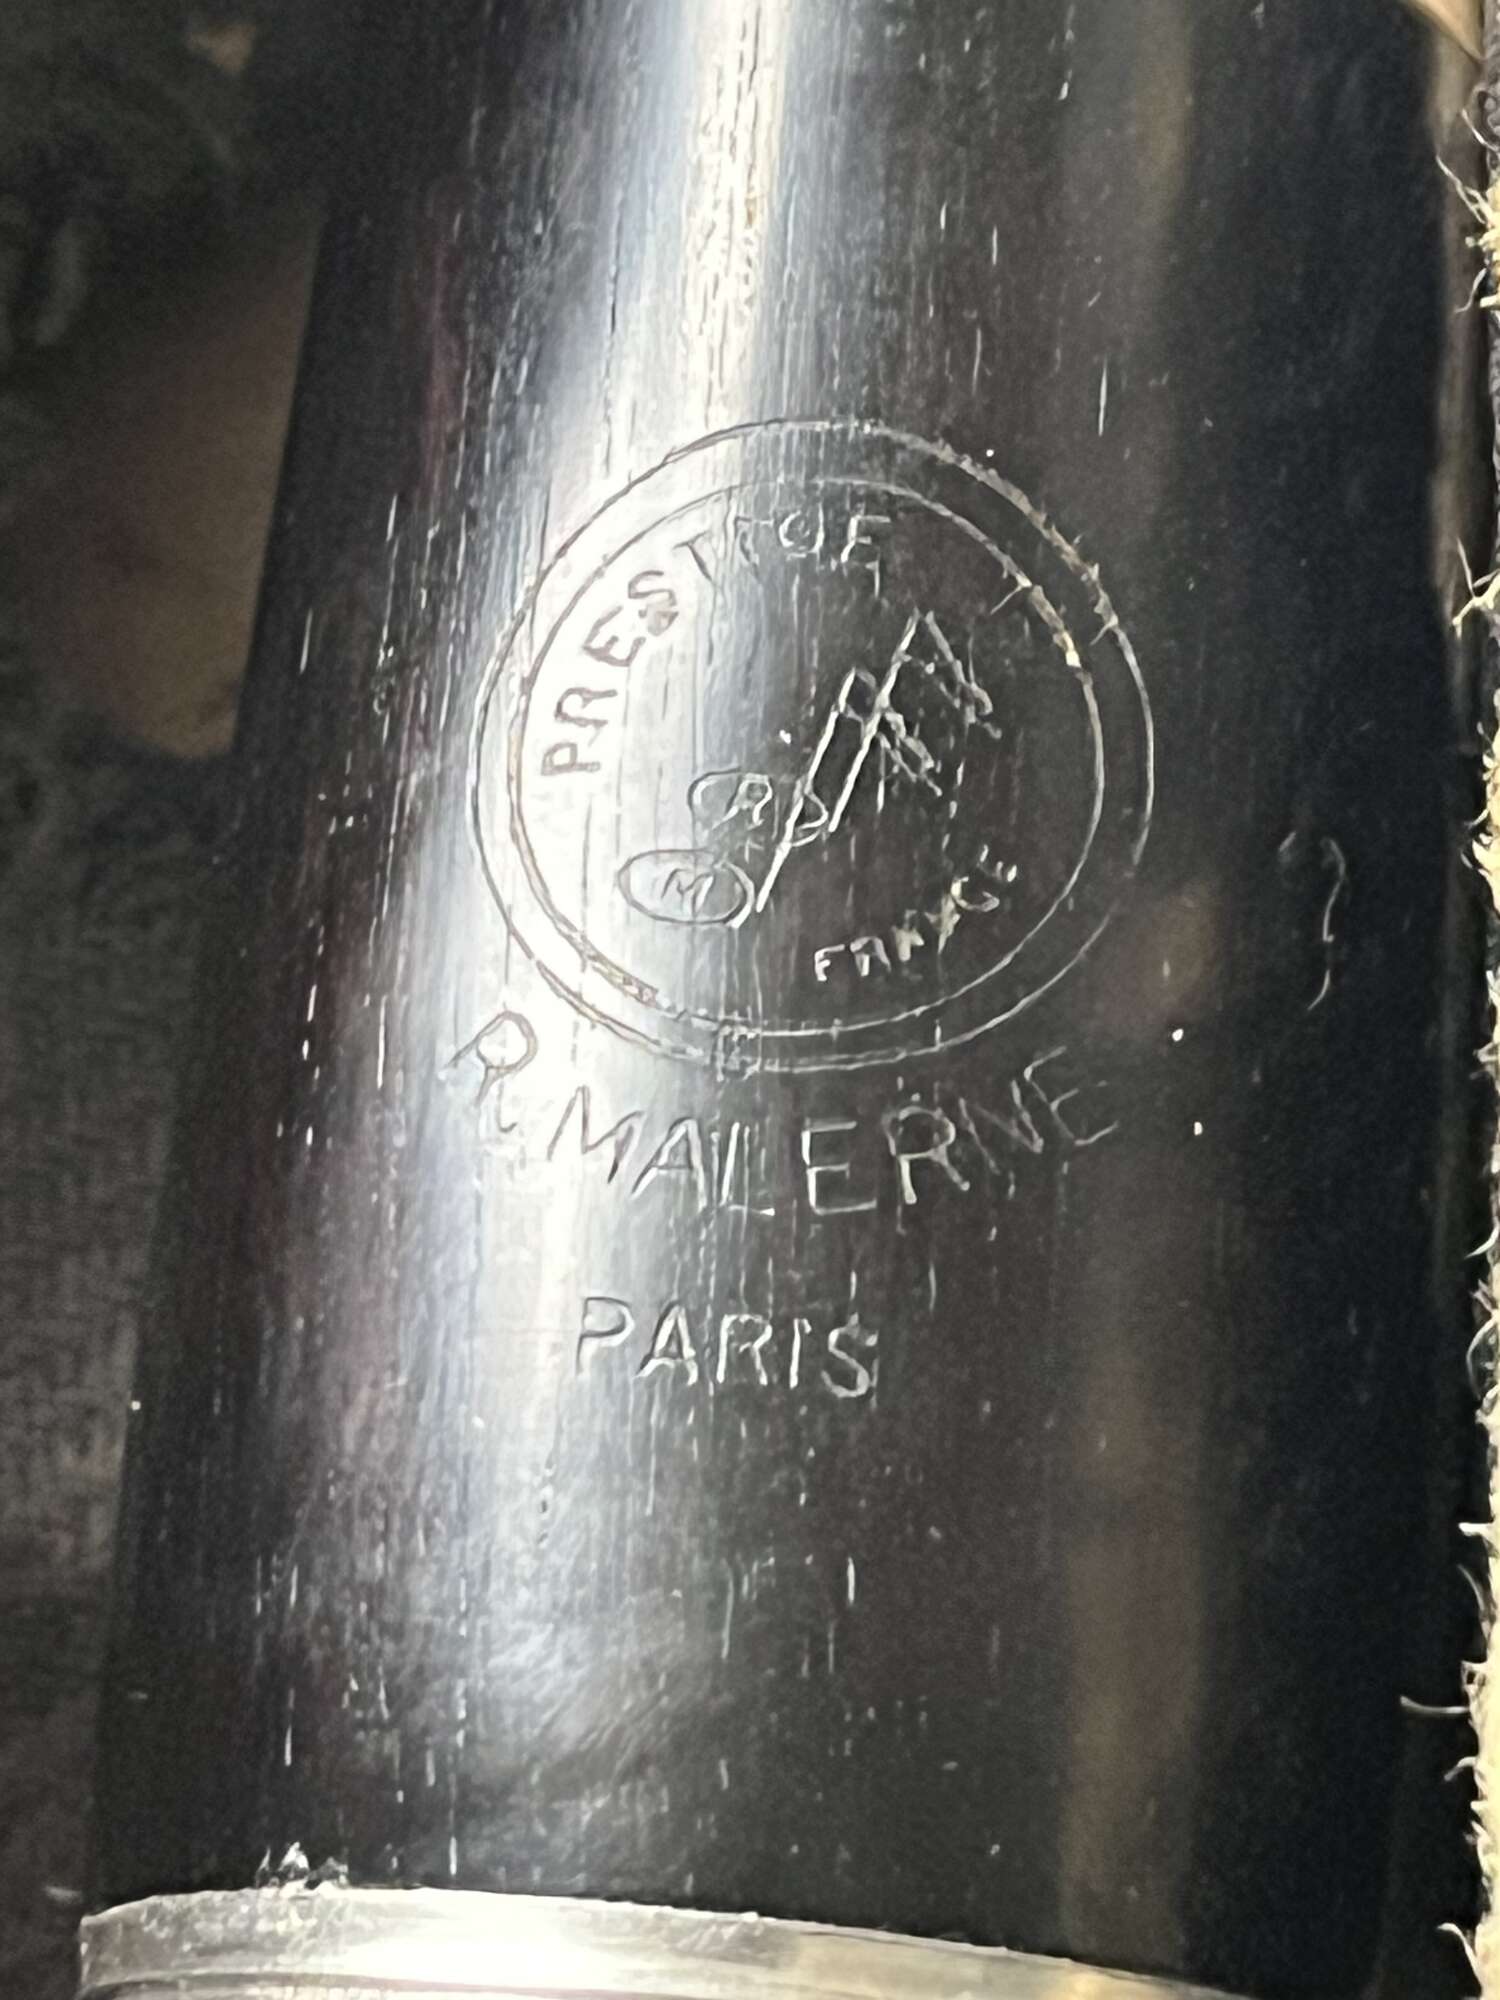 PRESTIGE
M
FRANCE
R. MALERNE
PARIS